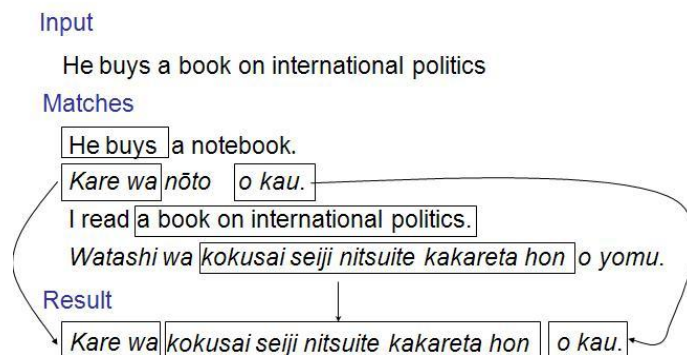 Input
He buys a book on international politics
Matches
He buys a notebook.
Kare wa nōto o kau.
I read a book on international politics.
Watashi wa kokusai seiji nitsuite kakareta hon o yomu.
Result
Kare wa kokusai seiji nitsuite kakareta hon o kau.